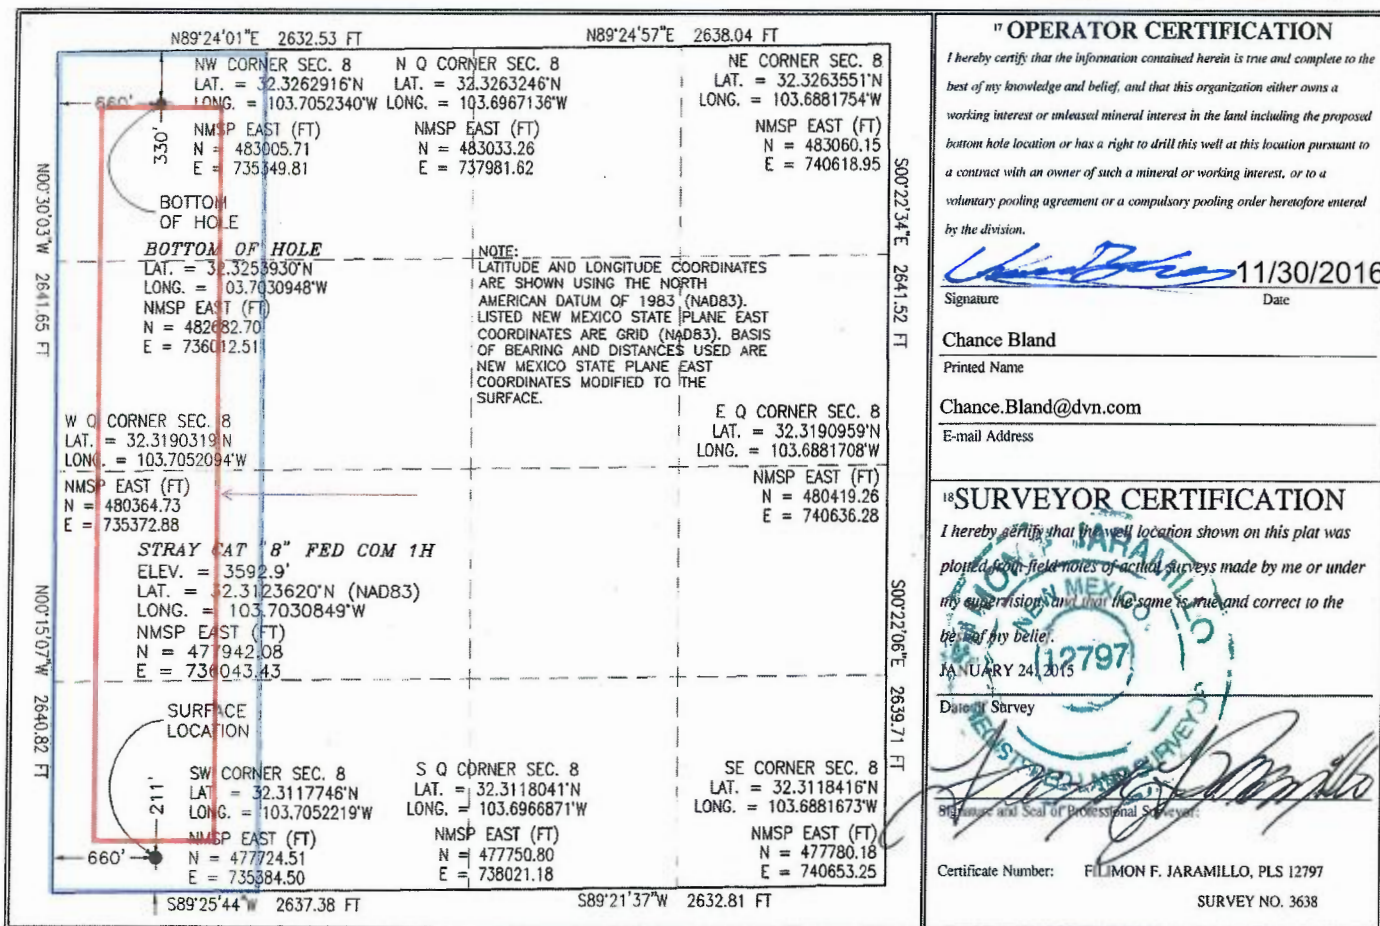 N89°24'01"E 2632.53 FT
N89°24'57"E 2638.04 FT
NW CORNER SEC. 8
LAT. = 32.3262916°N
LONG. = 103.7052340°W
NMSP EAST (FT)
N = 483005.71
E = 735349.81
N Q CORNER SEC. 8
LAT. = 32.3263246°N
LONG. = 103.6967136°W
NMSP EAST (FT)
N = 483033.26
E = 737981.62
NE CORNER SEC. 8
LAT. = 32.3263551°N
LONG. = 103.6881754°W
NMSP EAST (FT)
N = 483060.15
E = 740618.95
660'
330'
BOTTOM
OF HOLE
BOTTOM OF HOLE
LAT. = 32.3253930°N
LONG. = 103.7030948°W
NMSP EAST (FT)
N = 482682.70
E = 736012.51
NOTE:
LATITUDE AND LONGITUDE COORDINATES
ARE SHOWN USING THE NORTH
AMERICAN DATUM OF 1983 (NAD83).
LISTED NEW MEXICO STATE PLANE EAST
COORDINATES ARE GRID (NAD83). BASIS
OF BEARING AND DISTANCES USED ARE
NEW MEXICO STATE PLANE EAST
COORDINATES MODIFIED TO THE
SURFACE.
N00°30'03"W 2641.65 FT
S00°22'34"E 2641.52 FT
W Q CORNER SEC. 8
LAT. = 32.3190319°N
LONG. = 103.7052094°W
NMSP EAST (FT)
N = 480364.73
E = 735372.88
E Q CORNER SEC. 8
LAT. = 32.3190959°N
LONG. = 103.6881708°W
NMSP EAST (FT)
N = 480419.26
E = 740636.28
STRAY CAT "8" FED COM 1H
ELEV. = 3592.9'
LAT. = 32.3123620°N (NAD83)
LONG. = 103.7030849°W
NMSP EAST (FT)
N = 477942.08
E = 736043.43
N00°15'07"W 2640.82 FT
S00°22'06"E 2639.71 FT
SURFACE
LOCATION
SW CORNER SEC. 8
LAT. = 32.3117746°N
LONG. = 103.7052219°W
NMSP EAST (FT)
N = 477724.51
E = 735384.50
S Q CORNER SEC. 8
LAT. = 32.3118041°N
LONG. = 103.6966871°W
NMSP EAST (FT)
N = 477750.80
E = 738021.18
SE CORNER SEC. 8
LAT. = 32.3118416°N
LONG. = 103.6881673°W
NMSP EAST (FT)
N = 477780.18
E = 740653.25
211'
660'
S89°25'44"W 2637.38 FT
S89°21'37"W 2632.81 FT
17 OPERATOR CERTIFICATION
I hereby certify that the information contained herein is true and complete to the
best of my knowledge and belief, and that this organization either owns a
working interest or unleased mineral interest in the land including the proposed
bottom hole location or has a right to drill this well at this location pursuant to
a contract with an owner of such a mineral or working interest, or to a
voluntary pooling agreement or a compulsory pooling order heretofore entered
by the division.
11/30/2016
Signature Date
Chance Bland
Printed Name
Chance.Bland@dvn.com
E-mail Address
18 SURVEYOR CERTIFICATION
I hereby certify that the well location shown on this plat was
plotted from field notes of actual surveys made by me or under
my supervision, and that the same is true and correct to the
best of my belief.
JANUARY 24, 2015
Date of Survey
Signature and Seal of Professional Surveyor:
JARAMILLO
NEW MEXICO
12797
REGISTERED LAND SURVEYOR
Certificate Number: FILIMON F. JARAMILLO, PLS 12797
SURVEY NO. 3638